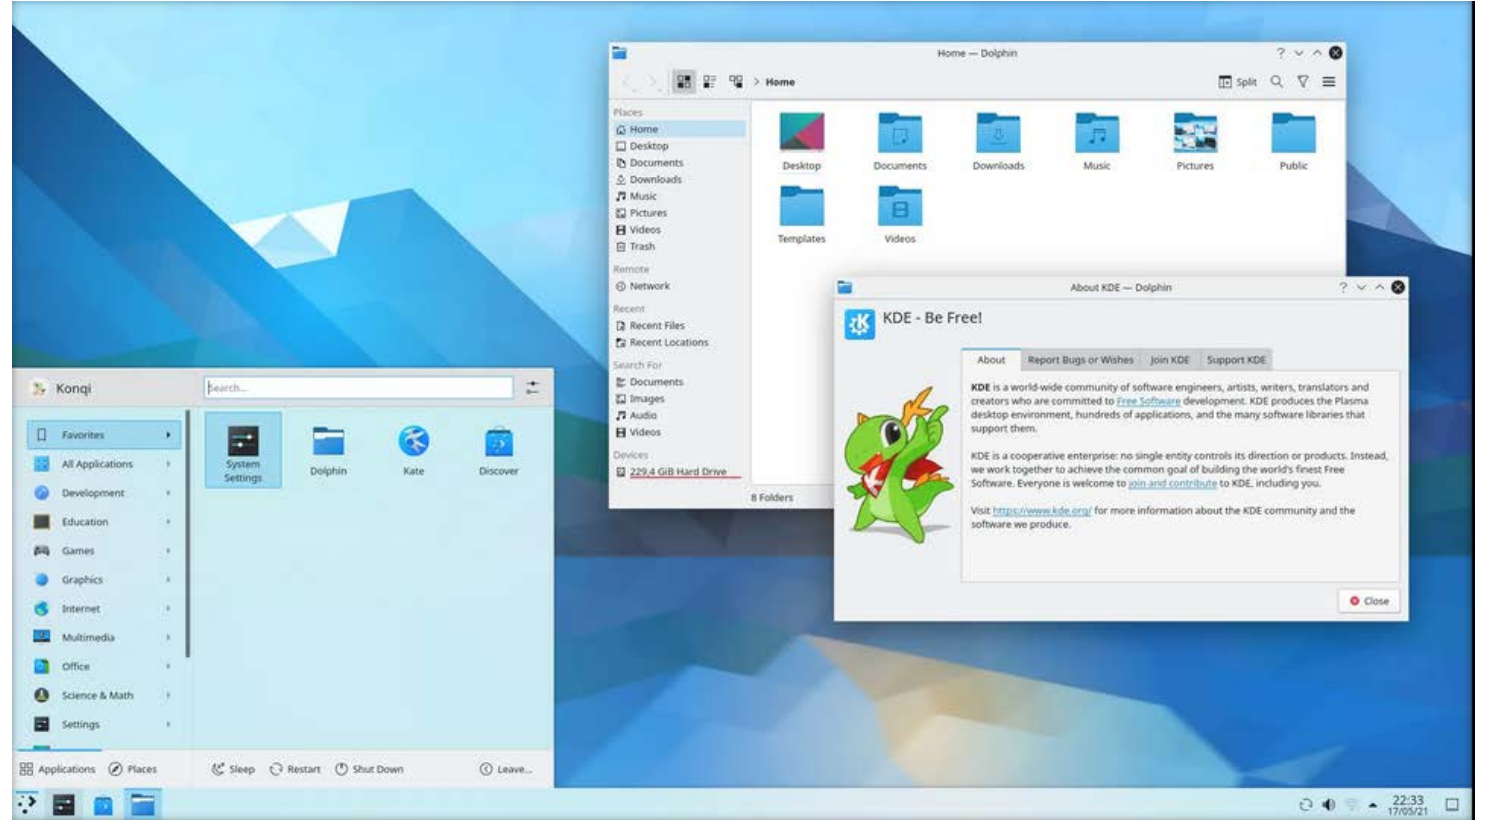 Home — Dolphin
Home
Split
Places
Home
Desktop
Documents
Downloads
Music
Pictures
Videos
Trash
Remote
Network
Recent
Recent Files
Recent Locations
Search For
Documents
Images
Audio
Videos
Devices
229.4 GiB Hard Drive
Desktop
Documents
Downloads
Music
Pictures
Public
Templates
Videos
8 Folders
About KDE — Dolphin
KDE - Be Free!
About
Report Bugs or Wishes
Join KDE
Support KDE
KDE is a world-wide community of software engineers, artists, writers, translators and
creators who are committed to Free Software development. KDE produces the Plasma
desktop environment, hundreds of applications, and the many software libraries that
support them.
KDE is a cooperative enterprise: no single entity controls its direction or products. Instead,
we work together to achieve the common goal of building the world's finest Free
Software. Everyone is welcome to join and contribute to KDE, including you.
Visit https://www.kde.org/ for more information about the KDE community and the
software we produce.
Close
Konqi
Search...
Favorites
All Applications
Development
Education
Games
Graphics
Internet
Multimedia
Office
Science & Math
Settings
System
Settings
Dolphin
Kate
Discover
Applications
Places
Sleep
Restart
Shut Down
Leave...
22:33
17/05/21